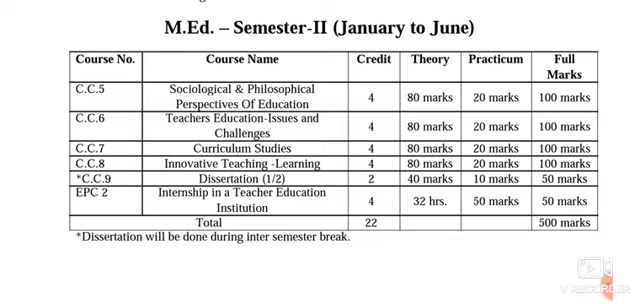 M.Ed. – Semester-II (January to June)
Course No. Course Name Credit Theory Practicum Full Marks
C.C.5 Sociological & Philosophical Perspectives Of Education 4 80 marks 20 marks 100 marks
C.C.6 Teachers Education-Issues and Challenges 4 80 marks 20 marks 100 marks
C.C.7 Curriculum Studies 4 80 marks 20 marks 100 marks
C.C.8 Innovative Teaching -Learning 4 80 marks 20 marks 100 marks
*C.C.9 Dissertation (1/2) 2 40 marks 10 marks 50 marks
EPC 2 Internship in a Teacher Education Institution 4 32 hrs. 50 marks 50 marks
Total 22 500 marks
*Dissertation will be done during inter semester break.
V RECORDER